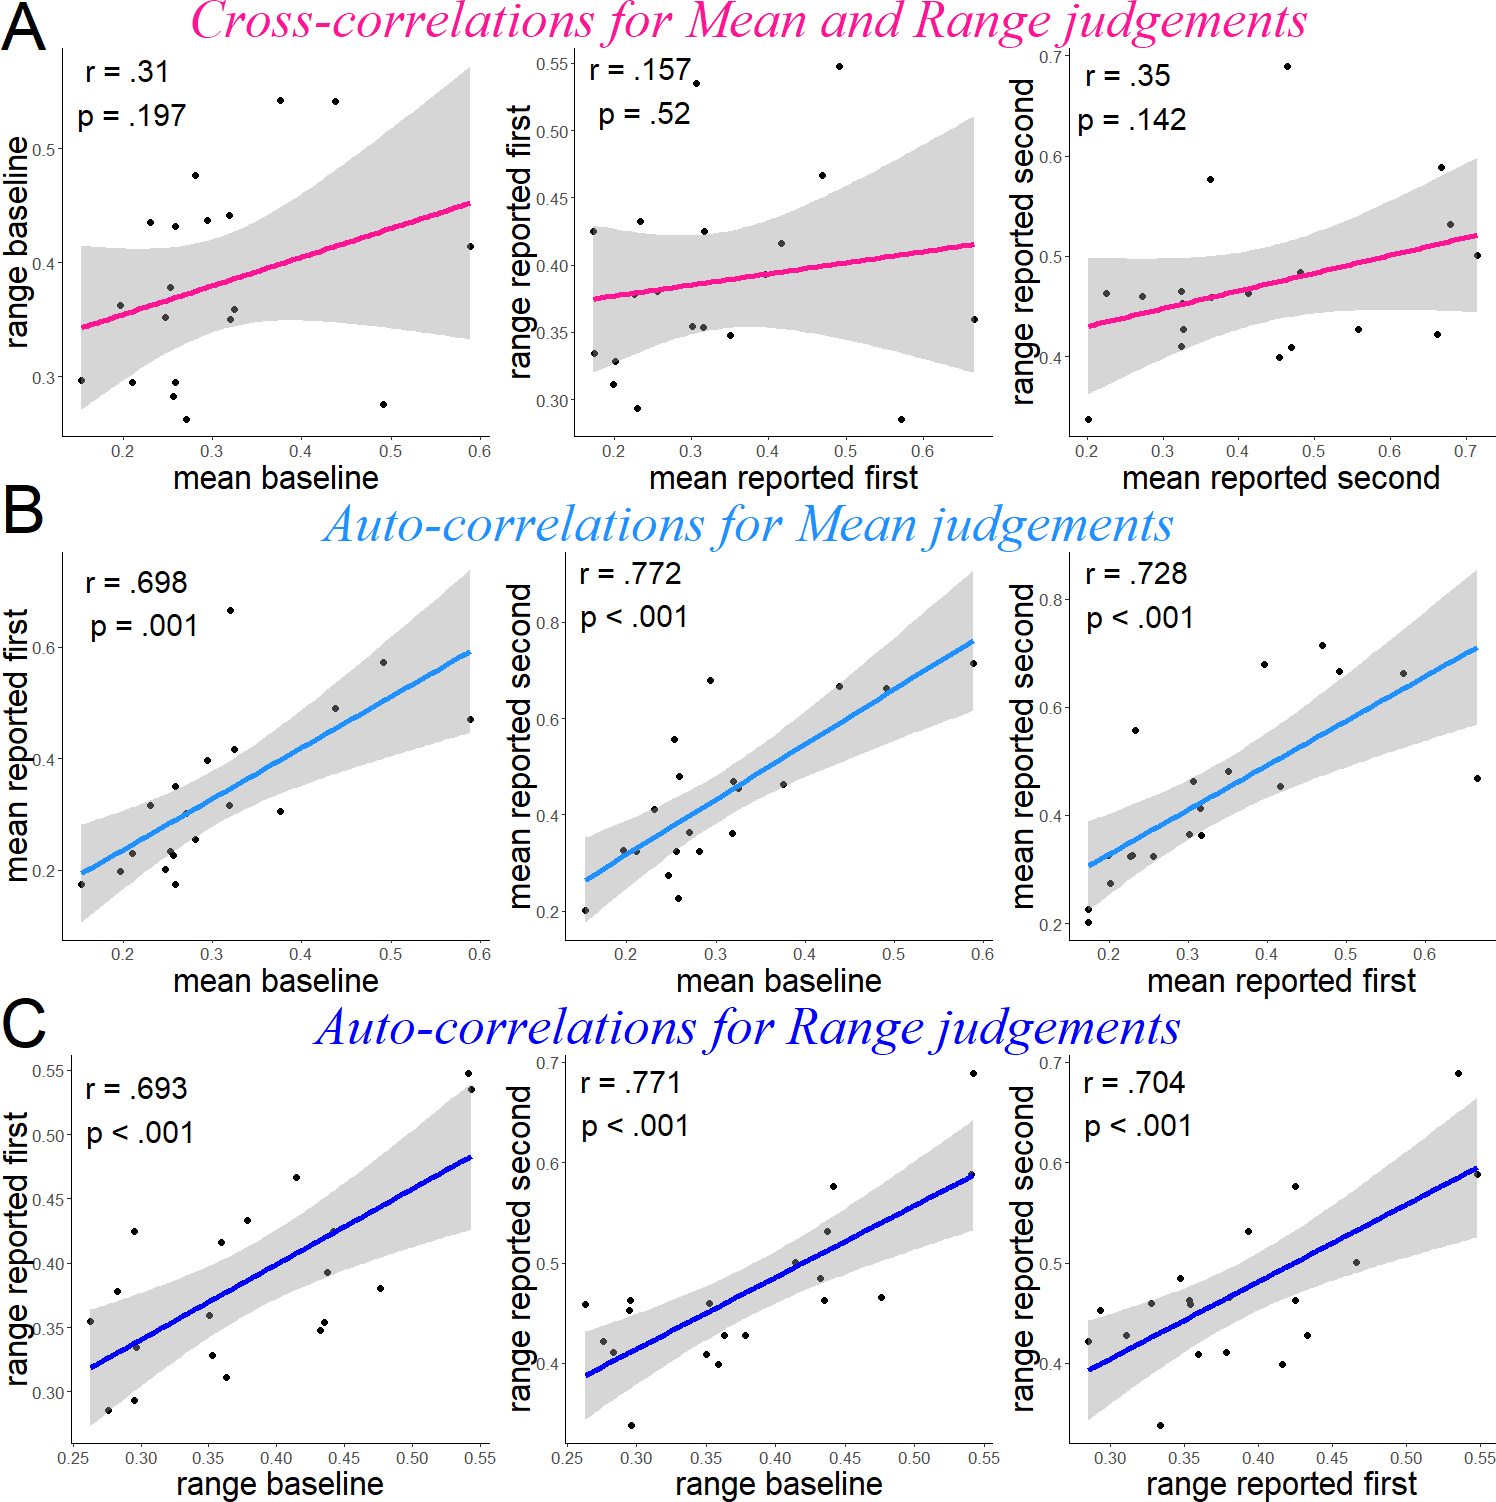 A
Cross-correlations for Mean and Range judgements
r = .31
p = .197
range baseline
0.5
0.4
0.3
0.2 0.3 0.4 0.5 0.6
mean baseline
r = .157
p = .52
range reported first
0.55
0.50
0.45
0.40
0.35
0.30
0.2 0.3 0.4 0.5 0.6
mean reported first
r = .35
p = .142
range reported second
0.7
0.6
0.5
0.4
0.2 0.3 0.4 0.5 0.6 0.7
mean reported second
B
Auto-correlations for Mean judgements
r = .698
p = .001
mean reported first
0.6
0.4
0.2
0.2 0.3 0.4 0.5 0.6
mean baseline
r = .772
p < .001
mean reported second
0.8
0.6
0.4
0.2
0.2 0.3 0.4 0.5 0.6
mean baseline
r = .728
p < .001
mean reported second
0.8
0.6
0.4
0.2
0.2 0.3 0.4 0.5 0.6
mean reported first
C
Auto-correlations for Range judgements
r = .693
p < .001
range reported first
0.55
0.50
0.45
0.40
0.35
0.30
0.25 0.30 0.35 0.40 0.45 0.50 0.55
range baseline
r = .771
p < .001
range reported second
0.7
0.6
0.5
0.4
0.25 0.30 0.35 0.40 0.45 0.50 0.55
range baseline
r = .704
p < .001
range reported second
0.7
0.6
0.5
0.4
0.30 0.35 0.40 0.45 0.50 0.55
range reported first